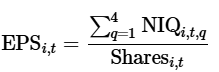 EPS_{i,t} = \frac{\sum_{q=1}^{4} NIQ_{i,t,q}}{Shares_{i,t}}